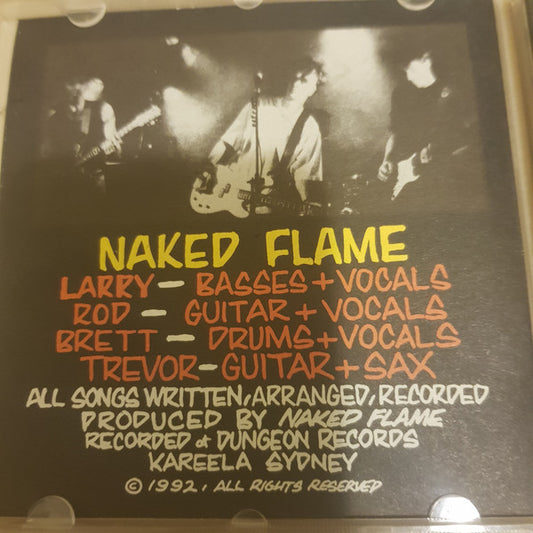 NAKED FLAME
LARRY - BASSES + VOCALS
ROD - GUITAR + VOCALS
BRETT - DRUMS + VOCALS
TREVOR - GUITAR + SAX
ALL SONGS WRITTEN, ARRANGED, RECORDED
PRODUCED BY NAKED FLAME
RECORDED at DUNGEON RECORDS
KAREELA SYDNEY
© 1992, ALL RIGHTS RESERVED